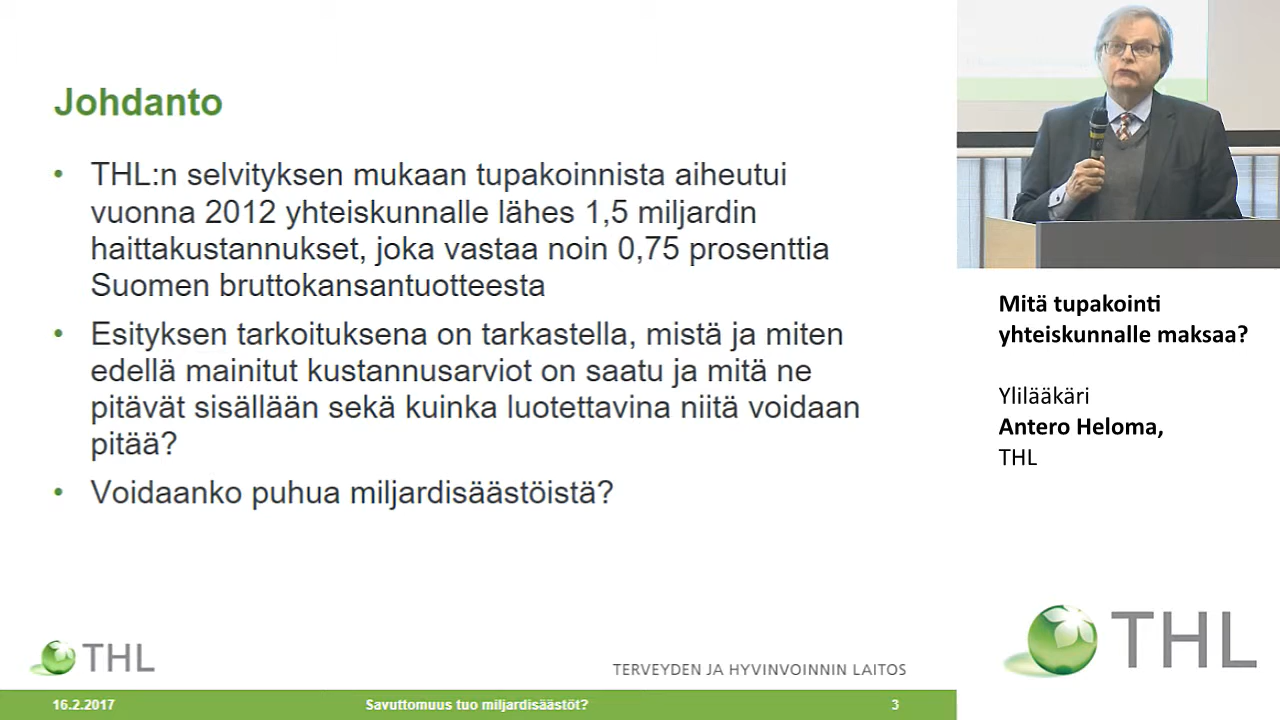 Johdanto
• THL:n selvityksen mukaan tupakoinnista aiheutui
vuonna 2012 yhteiskunnalle lähes 1,5 miljardin
haittakustannukset, joka vastaa noin 0,75 prosenttia
Suomen bruttokansantuotteesta
• Esityksen tarkoituksena on tarkastella, mistä ja miten
edellä mainitut kustannusarviot on saatu ja mitä ne
pitävät sisällään sekä kuinka luotettavina niitä voidaan
pitää?
• Voidaanko puhua miljardisäästöistä?
THL
TERVEYDEN JA HYVINVOINNIN LAITOS
16.2.2017
Savuttomuus tuo miljardisäästöt?
3
Mitä tupakointi
yhteiskunnalle maksaa?
Ylilääkäri
Antero Heloma,
THL
THL